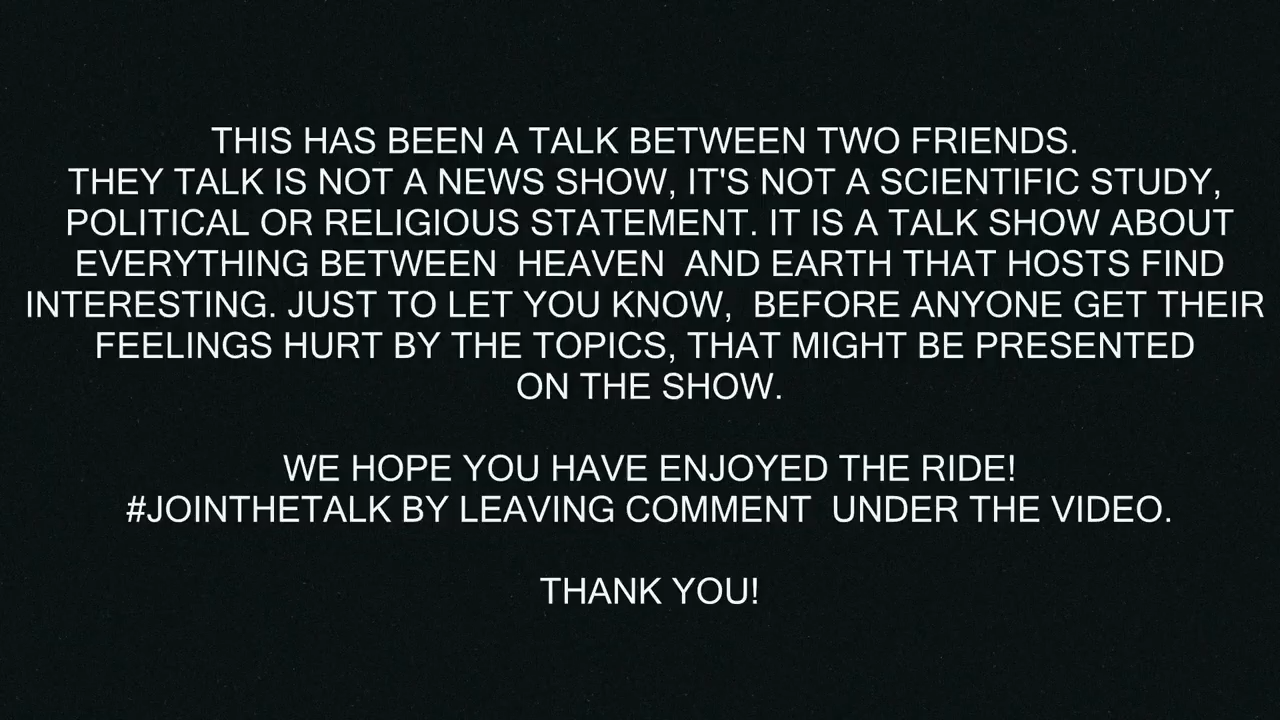 THIS HAS BEEN A TALK BETWEEN TWO FRIENDS.
THEY TALK IS NOT A NEWS SHOW, IT'S NOT A SCIENTIFIC STUDY,
POLITICAL OR RELIGIOUS STATEMENT. IT IS A TALK SHOW ABOUT
EVERYTHING BETWEEN  HEAVEN  AND EARTH THAT HOSTS FIND
INTERESTING. JUST TO LET YOU KNOW,  BEFORE ANYONE GET THEIR
FEELINGS HURT BY THE TOPICS, THAT MIGHT BE PRESENTED
ON THE SHOW.
WE HOPE YOU HAVE ENJOYED THE RIDE!
#JOINTHETALK BY LEAVING COMMENT  UNDER THE VIDEO.
THANK YOU!